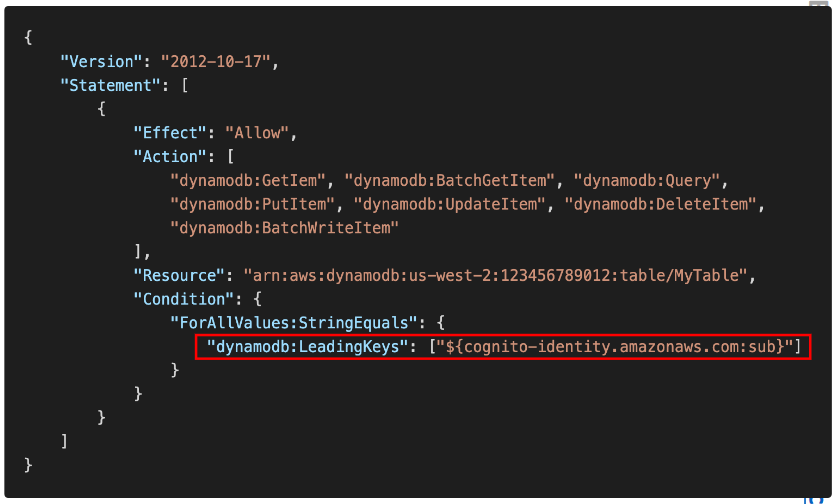 {
    "Version": "2012-10-17",
    "Statement": [
        {
            "Effect": "Allow",
            "Action": [
                "dynamodb:GetIem", "dynamodb:BatchGetItem", "dynamodb:Query",
                "dynamodb:PutItem", "dynamodb:UpdateItem", "dynamodb:DeleteItem",
                "dynamodb:BatchWriteItem"
            ],
            "Resource": "arn:aws:dynamodb:us-west-2:123456789012:table/MyTable",
            "Condition": {
                "ForAllValues:StringEquals": {
                    "dynamodb:LeadingKeys": ["${cognito-identity.amazonaws.com:sub}"]
                }
            }
        }
    ]
}